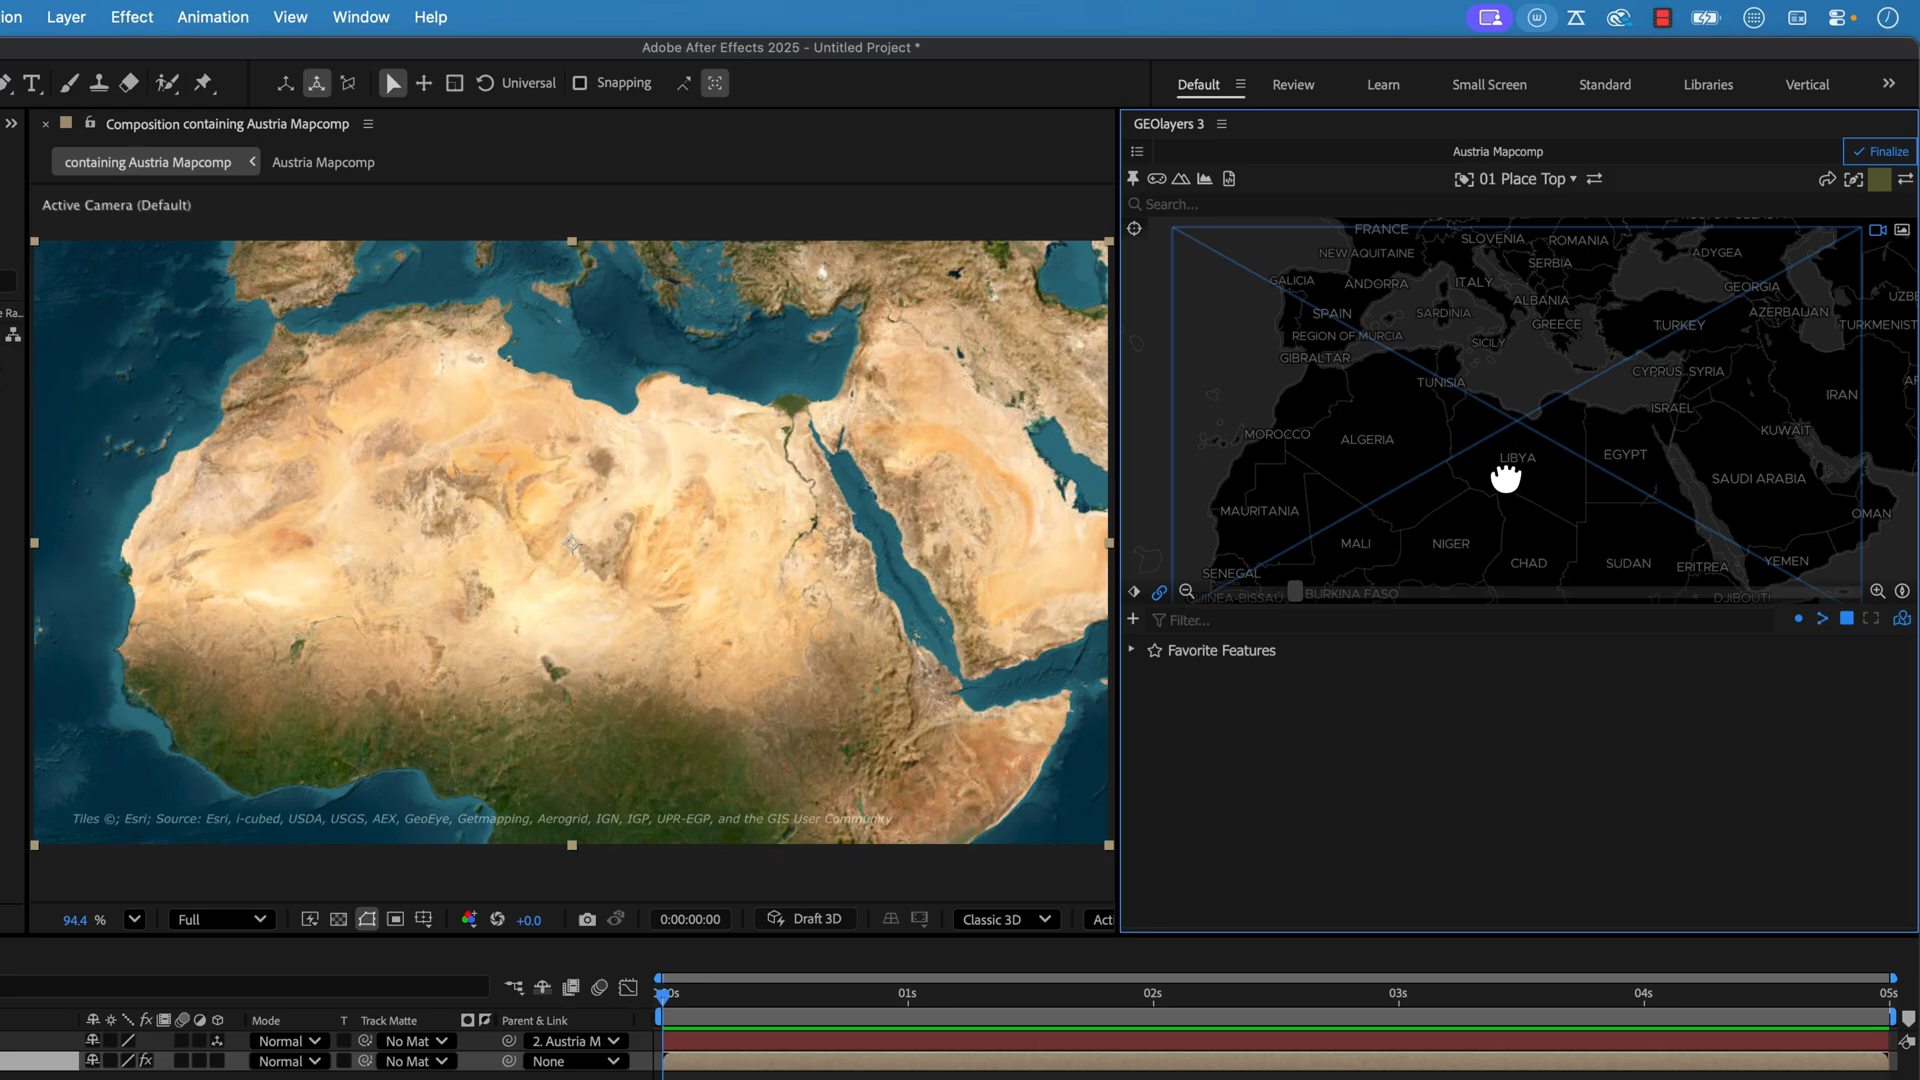 ion Layer Effect Animation View Window Help
Adobe After Effects 2025 - Untitled Project *
Universal Snapping Default Review Learn Small Screen Standard Libraries Vertical
Composition containing Austria Mapcomp
containing Austria Mapcomp Austria Mapcomp
Active Camera (Default)
e Ra...
GEOlayers 3
Austria Mapcomp
Finalize
01 Place Top
Search...
FRANCE
SLOVENIA
ROMANIA
NEW AQUITAINE
ADYGEA
SERBIA
GALICIA
ANDORRA
ITALY
GEORGIA
ALBANIA
UZBE
SPAIN
SARDINIA
AZERBAIJAN
GREECE
TURKEY
TURKMENIST
REGION OF MURCIA
SICILY
GIBRALTAR
CYPRUS
SYRIA
TUNISIA
IRAN
ISRAEL
MOROCCO
ALGERIA
KUWAIT
LIBYA
EGYPT
SAUDI ARABIA
MAURITANIA
OMAN
MALI
NIGER
CHAD
SUDAN
ERITREA
YEMEN
SENEGAL
BURKINA FASO
DJIBOUTI
Filter...
Favorite Features
Tiles ©; Esri; Source: Esri, i-cubed, USDA, USGS, AEX, GeoEye, Getmapping, Aerogrid, IGN, IGP, UPR-EGP, and the GIS User Community
94.4 % Full +0.0 0:00:00:00 Draft 3D Classic 3D Acti
01s 02s 03s 04s 05s
fx Mode T Track Matte Parent & Link
Normal No Mat 2. Austria M
fx Normal No Mat None